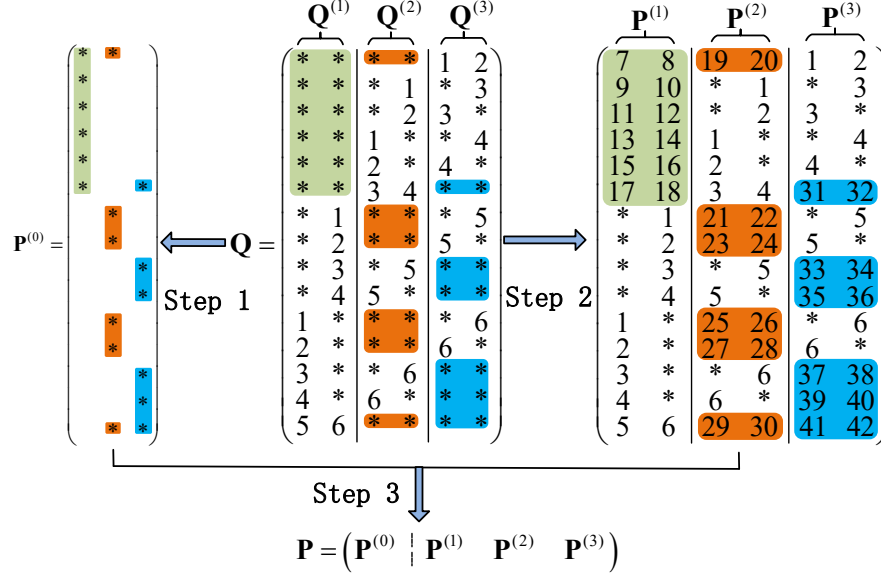 Q^(1) Q^(2) Q^(3) P^(1) P^(2) P^(3)
* * * * * * 1 2 7 8 19 20 1 2
* * * * 1 * 3 9 10 * 1 * 3
* * * * 2 3 * 11 12 * 2 3 *
* * * 1 * * 4 13 14 1 * * 4
* * * 2 * 4 * 15 16 2 * 4 *
* * * * 3 4 * * 17 18 3 4 31 32
* * 1 * * * 5 * 1 21 22 * 5
P^(0) = * Q = * 2 * * 5 * * 2 23 24 5 *
* * 3 * 5 * * * 3 * 5 33 34
* * 4 5 * * * * 4 5 * 35 36
* 1 * * * * 6 1 * 25 26 * 6
* 2 * * * 6 * 2 * 27 28 6 *
* 3 * * 6 * * 3 * * 6 37 38
* 4 * 6 * * * 4 * 6 * 39 40
* * 5 6 * * * * 5 6 29 30 41 42
Step 1 Step 2
Step 3
P = ( P^(0) ¦ P^(1) P^(2) P^(3) )